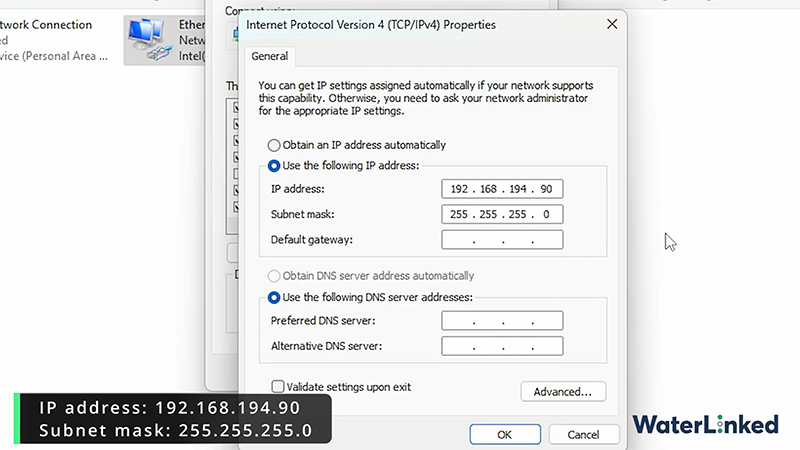 twork Connection
ed
vice (Personal Area ...
Ether
Netw
Intel(
Connect using:
Th
Internet Protocol Version 4 (TCP/IPv4) Properties
General
You can get IP settings assigned automatically if your network supports
this capability. Otherwise, you need to ask your network administrator
for the appropriate IP settings.
Obtain an IP address automatically
Use the following IP address:
IP address: 192 . 168 . 194 . 90
Subnet mask: 255 . 255 . 255 . 0
Default gateway: . . .
Obtain DNS server address automatically
Use the following DNS server addresses:
Preferred DNS server: . . .
Alternative DNS server: . . .
Validate settings upon exit
Advanced...
OK
Cancel
IP address: 192.168.194.90
Subnet mask: 255.255.255.0
WaterLinked